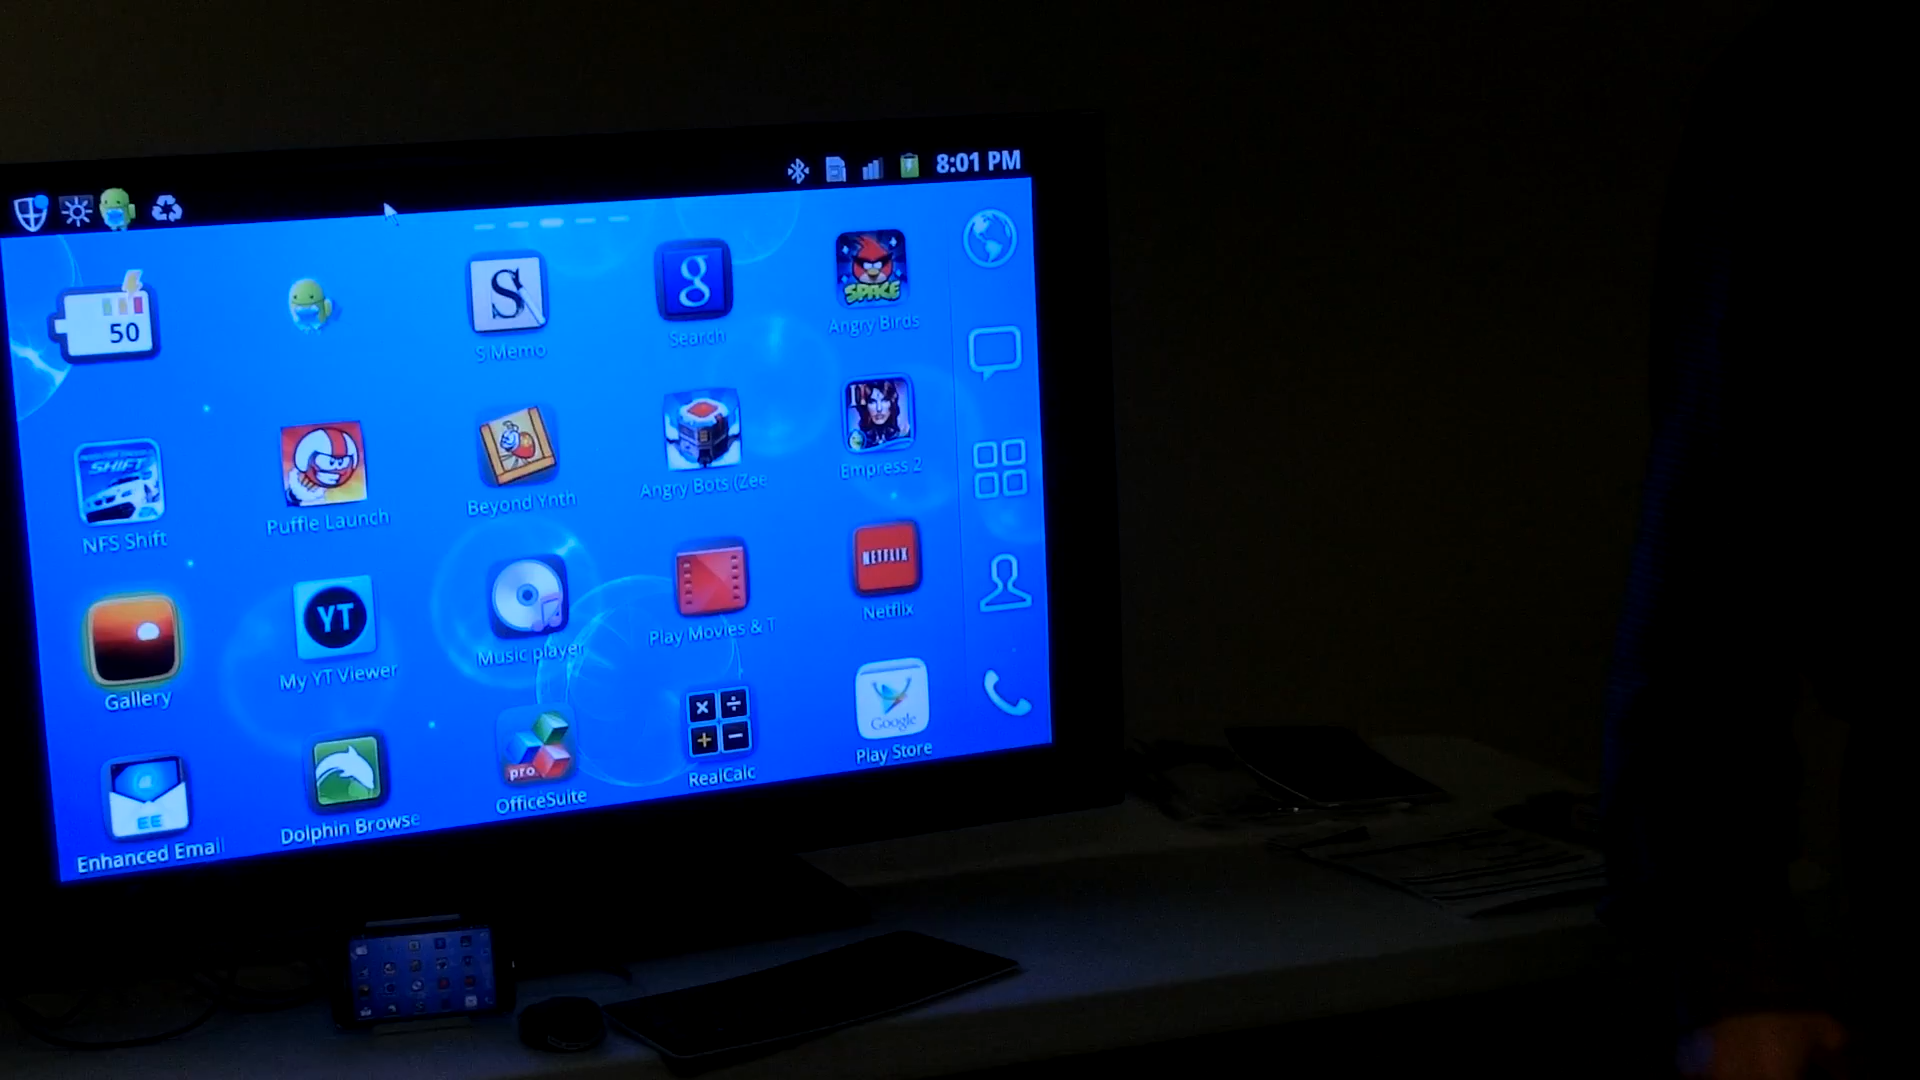 8:01 PM
50
S
S Memo
g
Search
SPACE
Angry Birds
SHIFT
NFS Shift
Puffle Launch
Beyond Ynth
Angry Bots (Zee
II
Empress 2
Gallery
YT
My YT Viewer
Music player
Play Movies & T
NETFLIX
Netflix
@
EE
Enhanced Email
Dolphin Browse
pro
OfficeSuite
× ÷
+ −
RealCalc
Google
Play Store